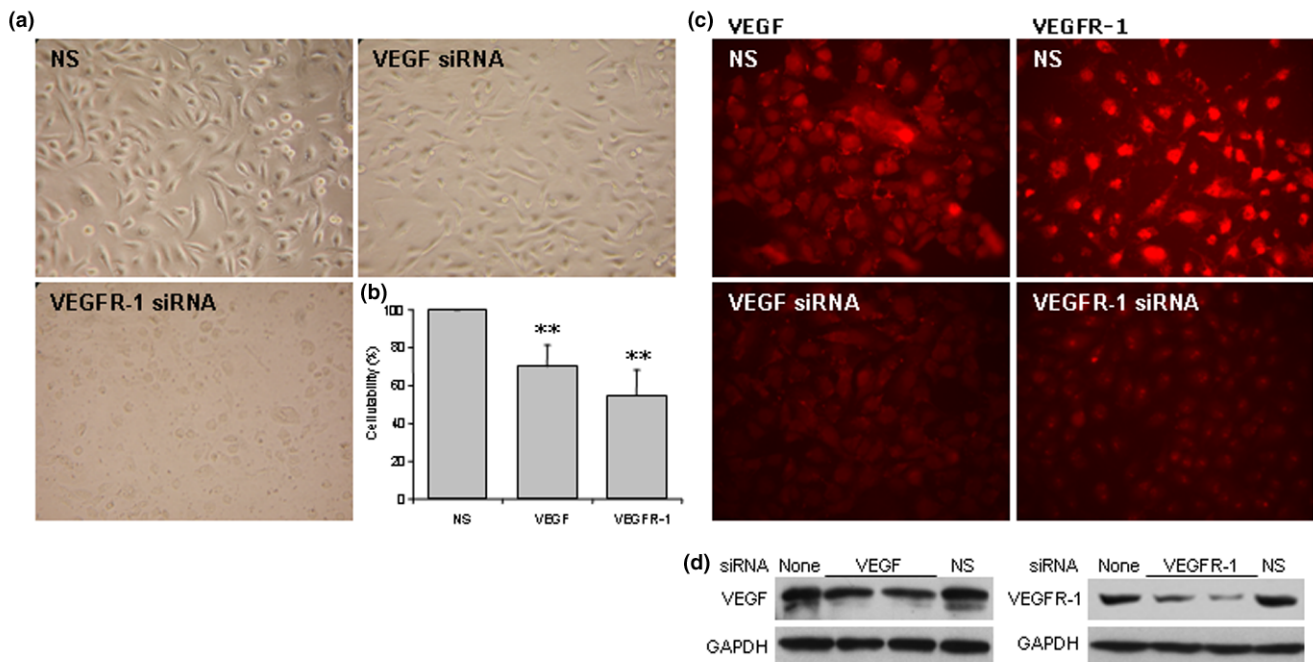 (a)
NS
VEGF siRNA
VEGFR-1 siRNA
(b)
Cellutability (%)
100
80
60
40
20
0
**
**
NS VEGF VEGFR-1
(c)
VEGF VEGFR-1
NS NS
VEGF siRNA VEGFR-1 siRNA
(d)
siRNA None VEGF NS
VEGF
GAPDH
siRNA None VEGFR-1 NS
VEGFR-1
GAPDH